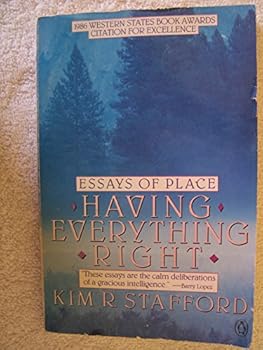 1986 WESTERN STATES BOOK AWARDS
CITATION FOR EXCELLENCE
ESSAYS OF PLACE
· HAVING ·
EVERYTHING
· RIGHT ·
"These essays are the calm deliberations
of a gracious intelligence." —Barry Lopez
KIM R. STAFFORD